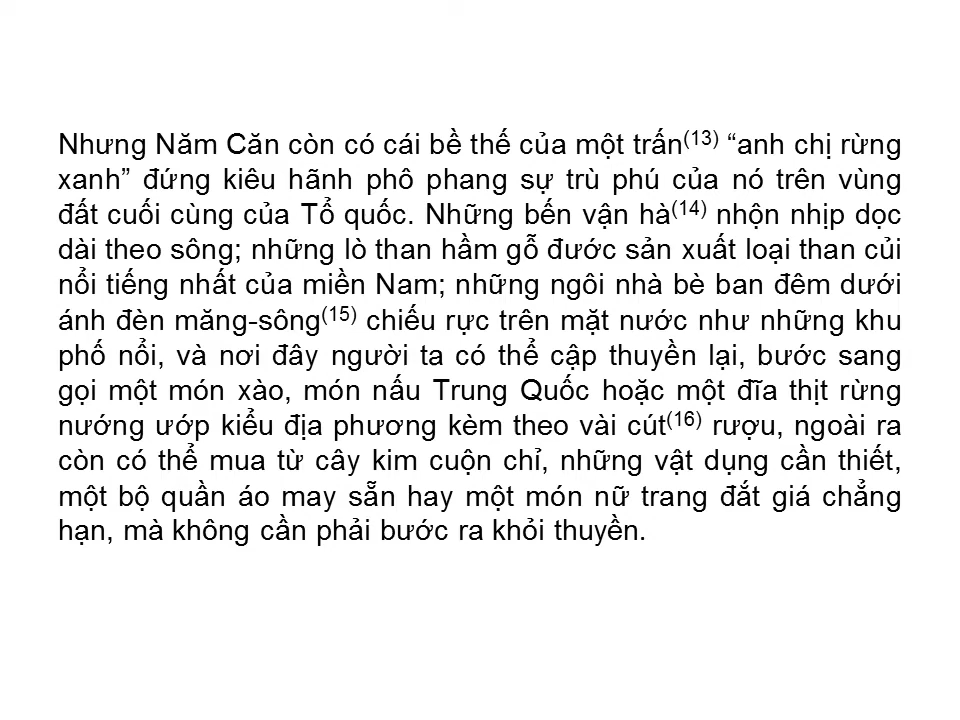 Nhưng Năm Căn còn có cái bề thế của một trấn(13) “anh chị rừng
xanh” đứng kiêu hãnh phô phang sự trù phú của nó trên vùng
đất cuối cùng của Tổ quốc. Những bến vận hà(14) nhộn nhịp dọc
dài theo sông; những lò than hầm gỗ đước sản xuất loại than củi
nổi tiếng nhất của miền Nam; những ngôi nhà bè ban đêm dưới
ánh đèn măng-sông(15) chiếu rực trên mặt nước như những khu
phố nổi, và nơi đây người ta có thể cập thuyền lại, bước sang
gọi một món xào, món nấu Trung Quốc hoặc một đĩa thịt rừng
nướng ướp kiểu địa phương kèm theo vài cút(16) rượu, ngoài ra
còn có thể mua từ cây kim cuộn chỉ, những vật dụng cần thiết,
một bộ quần áo may sẵn hay một món nữ trang đắt giá chẳng
hạn, mà không cần phải bước ra khỏi thuyền.